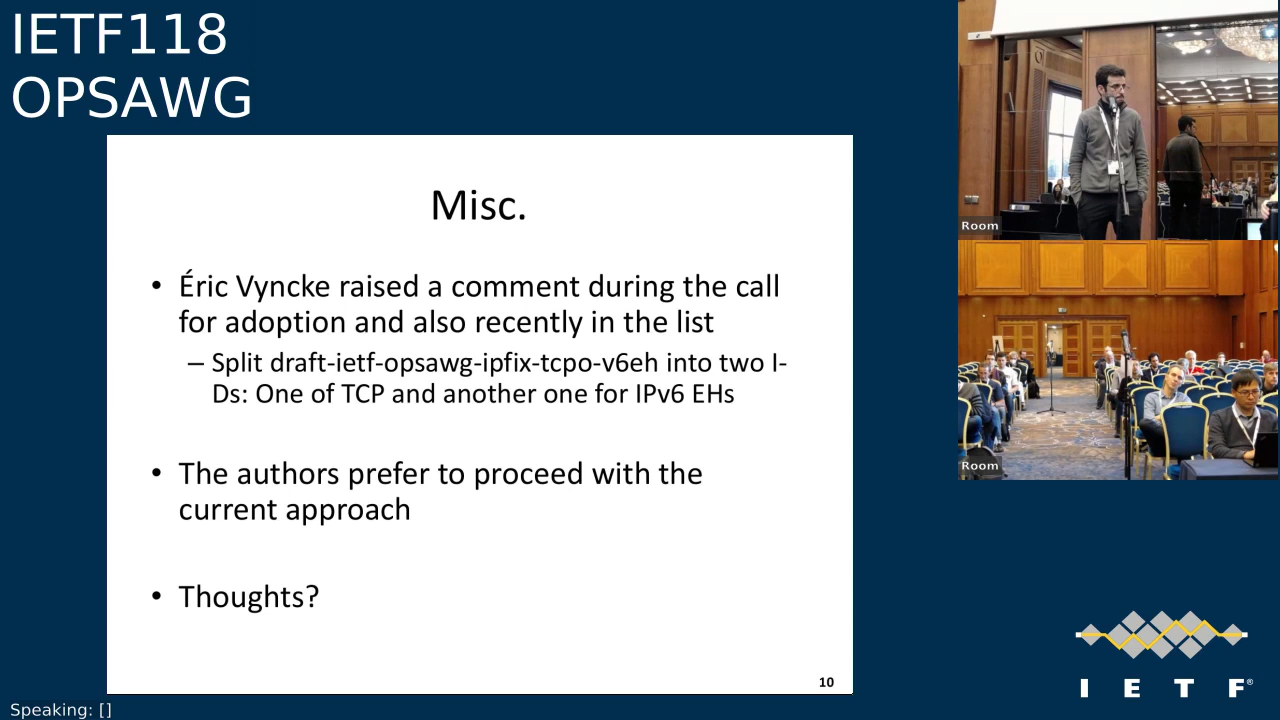 IETF118
OPSAWG
Misc.
• Éric Vyncke raised a comment during the call
for adoption and also recently in the list
– Split draft-ietf-opsawg-ipfix-tcpo-v6eh into two I-
Ds: One of TCP and another one for IPv6 EHs
• The authors prefer to proceed with the
current approach
• Thoughts?
10
Room
Room
I E T F®
Speaking: []